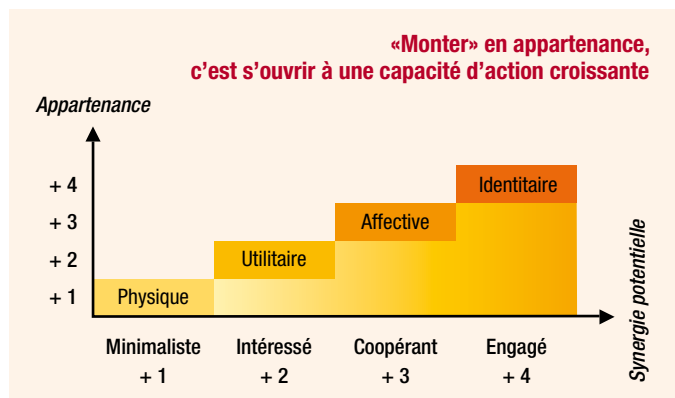 «Monter» en appartenance,
c'est s'ouvrir à une capacité d'action croissante
Appartenance
+ 4
Identitaire
+ 3
Affective
+ 2
Utilitaire
+ 1
Physique
Minimaliste
+ 1
Intéressé
+ 2
Coopérant
+ 3
Engagé
+ 4
Synergie potentielle